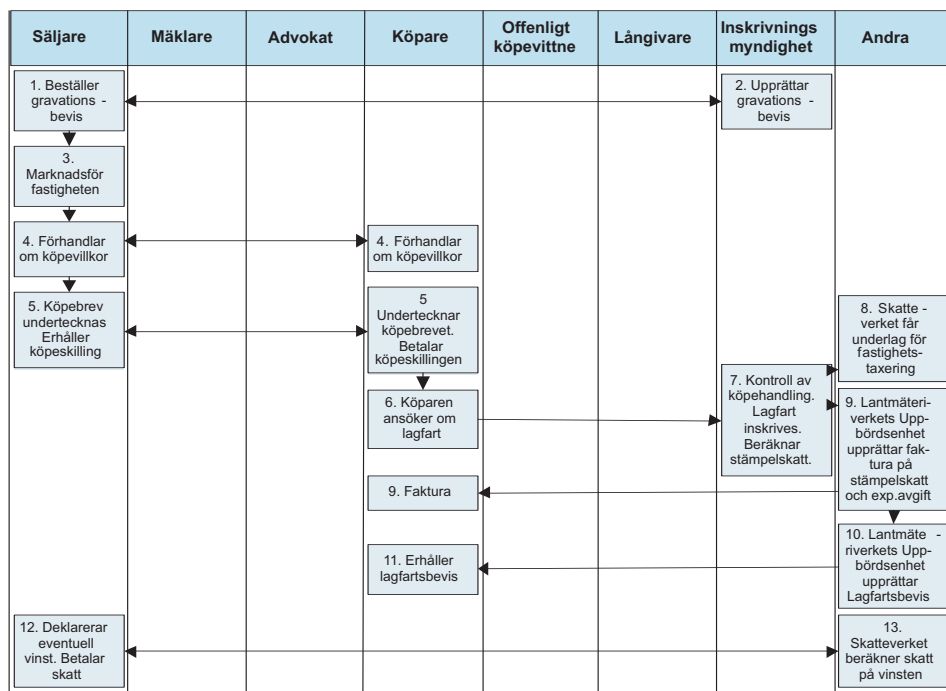 Säljare
Mäklare
Advokat
Köpare
Offenligt
köpevittne
Långivare
Inskrivnings
myndighet
Andra
1. Beställer
gravations -
bevis
2. Upprättar
gravations -
bevis
3.
Marknadsför
fastigheten
4. Förhandlar
om köpevillkor
4. Förhandlar
om köpevillkor
5. Köpebrev
undertecknas
Erhåller
köpeskilling
5
Undertecknar
köpebrevet.
Betalar
köpeskillingen
8. Skatte -
verket får
underlag för
fastighets-
taxering
6. Köparen
ansöker om
lagfart
7. Kontroll av
köpehandling.
Lagfart
inskrives.
Beräknar
stämpelskatt.
9. Lantmäteri-
verkets Upp-
bördsenhet
upprättar fak-
tura på
stämpelskatt
och exp.avgift
9. Faktura
10. Lantmäte -
riverkets Upp-
bördsenhet
upprättar
Lagfartsbevis
11. Erhåller
lagfartsbevis
12. Deklarerar
eventuell
vinst. Betalar
skatt
13.
Skatteverket
beräkner skatt
på vinsten